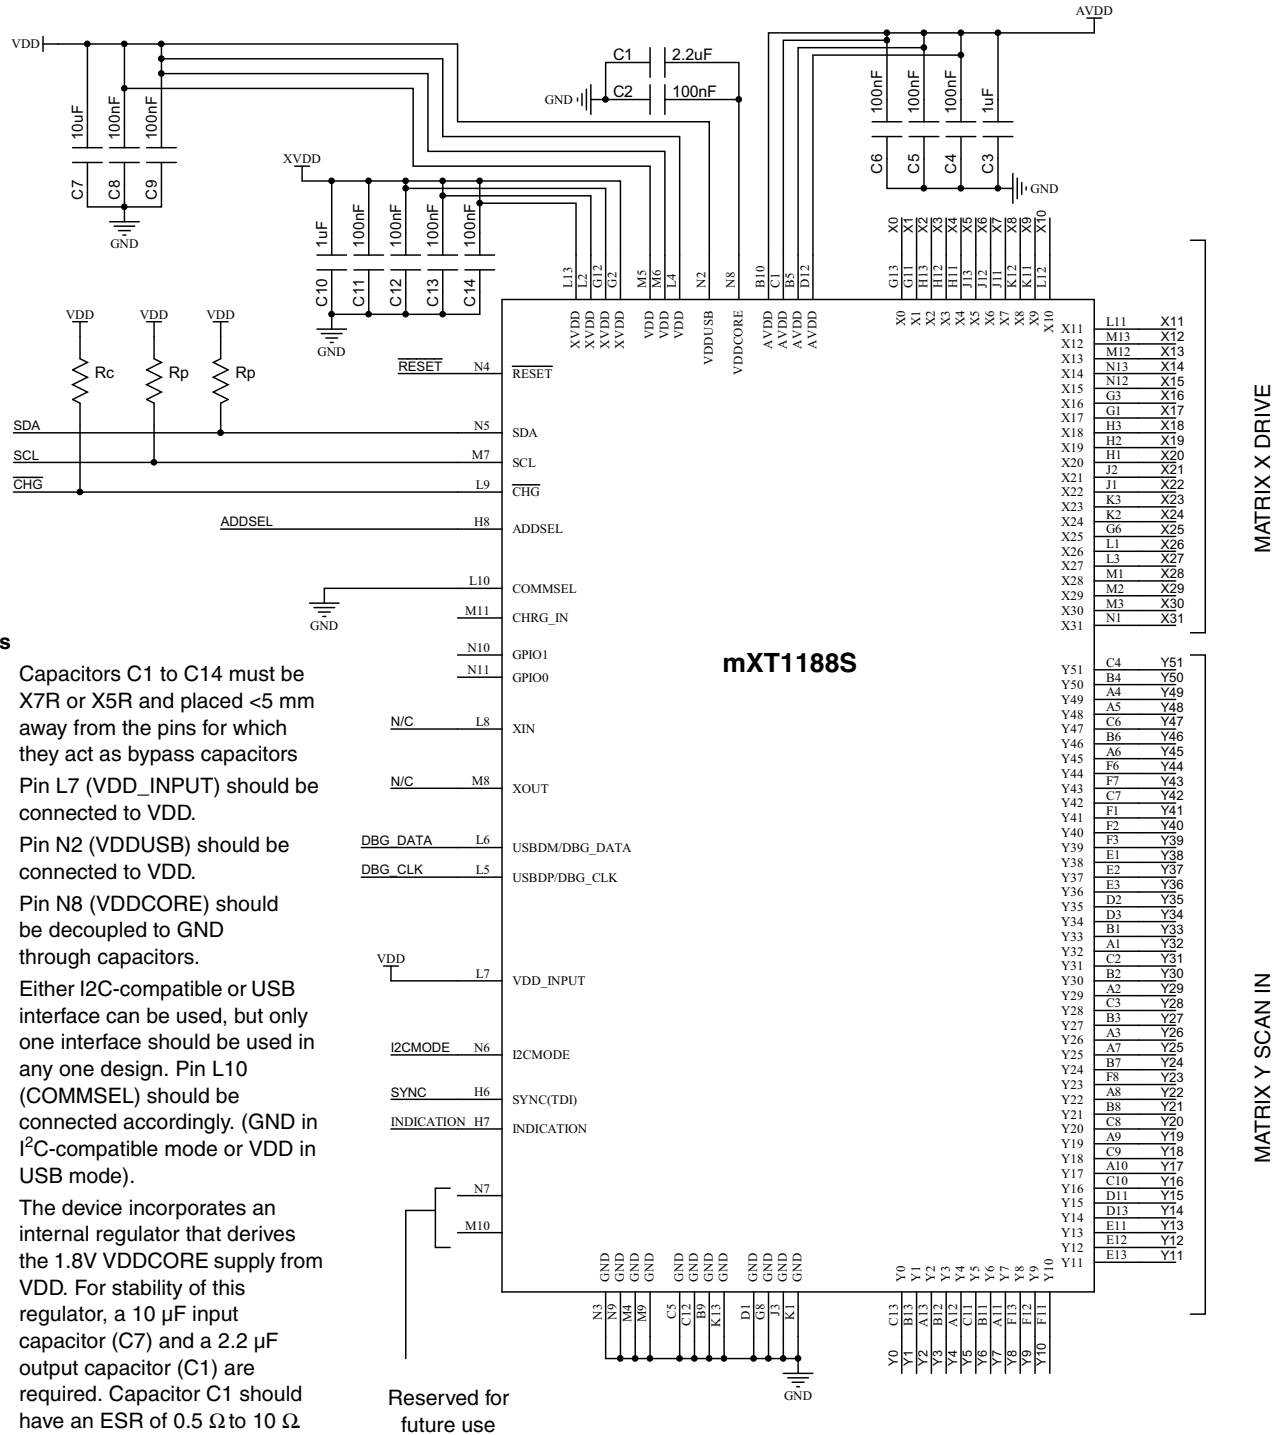 AVDD
VDD
C1 2.2uF
GND C2 100nF
10uF 100nF 100nF
C7 C8 C9
GND
100nF 100nF 100nF 1uF
C6 C5 C4 C3
GND
XVDD
1uF 100nF 100nF 100nF 100nF
C10 C11 C12 C13 C14
GND
X0 X1 X2 X3 X4 X5 X6 X7 X8 X9 X10
L13 L2 G12 G2 M5 M6 L4 N2 N8 B10 C1 B5 D12 G13 G11 H13 H12 H11 J13 J12 J11 K12 K11 L12
XVDD XVDD XVDD XVDD VDD VDD VDD VDDUSB VDDCORE AVDD AVDD AVDD AVDD X0 X1 X2 X3 X4 X5 X6 X7 X8 X9 X10
VDD VDD VDD
Rc Rp Rp
RESET N4 RESET
SDA N5 SDA
SCL M7 SCL
CHG L9 CHG
ADDSEL H8 ADDSEL
L10 COMMSEL
GND
M11 CHRG_IN
N10 GPIO1
N11 GPIO0
N/C L8 XIN
N/C M8 XOUT
DBG_DATA L6 USBDM/DBG_DATA
DBG_CLK L5 USBDP/DBG_CLK
VDD
L7 VDD_INPUT
I2CMODE N6 I2CMODE
SYNC H6 SYNC(TDI)
INDICATION H7 INDICATION
N7
M10
Reserved for
future use
mXT1188S
X11 L11 X11
X12 M13 X12
X13 M12 X13
X14 N13 X14
X15 N12 X15
X16 G3 X16
X17 G1 X17
X18 H3 X18
X19 H2 X19
X20 H1 X20
X21 J2 X21
X22 J1 X22
X23 K3 X23
X24 K2 X24
X25 G6 X25
X26 L1 X26
X27 L3 X27
X28 M1 X28
X29 M2 X29
X30 M3 X30
X31 N1 X31
MATRIX X DRIVE
Y51 C4 Y51
Y50 B4 Y50
Y49 A4 Y49
Y48 A5 Y48
Y47 C6 Y47
Y46 B6 Y46
Y45 A6 Y45
Y44 F6 Y44
Y43 F7 Y43
Y42 C7 Y42
Y41 F1 Y41
Y40 F2 Y40
Y39 F3 Y39
Y38 E1 Y38
Y37 E2 Y37
Y36 E3 Y36
Y35 D2 Y35
Y34 D3 Y34
Y33 B1 Y33
Y32 A1 Y32
Y31 C2 Y31
Y30 B2 Y30
Y29 A2 Y29
Y28 C3 Y28
Y27 B3 Y27
Y26 A3 Y26
Y25 A7 Y25
Y24 B7 Y24
Y23 F8 Y23
Y22 A8 Y22
Y21 B8 Y21
Y20 C8 Y20
Y19 A9 Y19
Y18 C9 Y18
Y17 A10 Y17
Y16 C10 Y16
Y15 D11 Y15
Y14 D13 Y14
Y13 E11 Y13
Y12 E12 Y12
Y11 E13 Y11
MATRIX Y SCAN IN
GND GND GND GND GND GND GND GND GND GND GND GND Y0 Y1 Y2 Y3 Y4 Y5 Y6 Y7 Y8 Y9 Y10
N3 N9 M4 M9 C5 C12 B9 K13 D1 G8 J3 K1 C13 B13 A13 B12 A12 C11 B11 A11 F13 F12 F11
Y0 Y1 Y2 Y3 Y4 Y5 Y6 Y7 Y8 Y9 Y10
GND
s
Capacitors C1 to C14 must be
X7R or X5R and placed <5 mm
away from the pins for which
they act as bypass capacitors
Pin L7 (VDD_INPUT) should be
connected to VDD.
Pin N2 (VDDUSB) should be
connected to VDD.
Pin N8 (VDDCORE) should
be decoupled to GND
through capacitors.
Either I2C-compatible or USB
interface can be used, but only
one interface should be used in
any one design. Pin L10
(COMMSEL) should be
connected accordingly. (GND in
I²C-compatible mode or VDD in
USB mode).
The device incorporates an
internal regulator that derives
the 1.8V VDDCORE supply from
VDD. For stability of this
regulator, a 10 µF input
capacitor (C7) and a 2.2 µF
output capacitor (C1) are
required. Capacitor C1 should
have an ESR of 0.5 Ω to 10 Ω